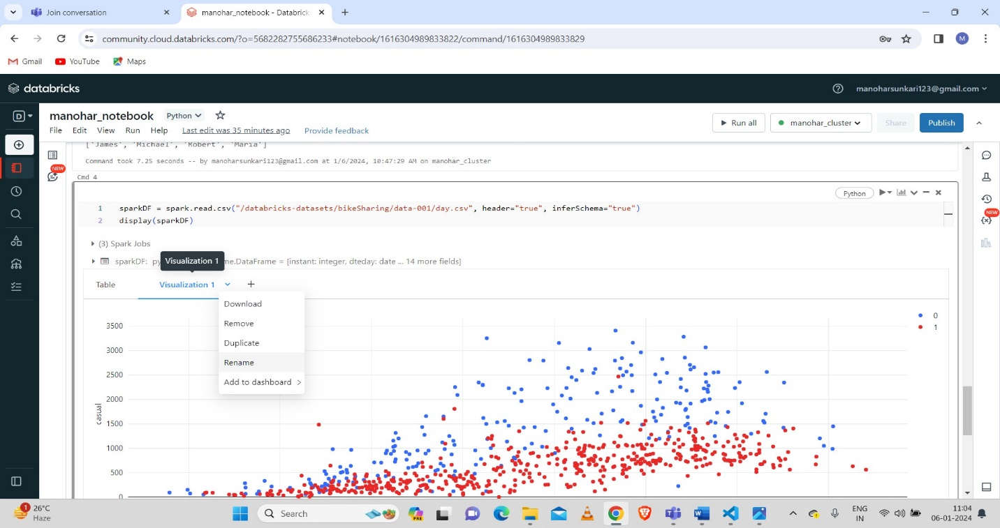 Join conversation
manohar_notebook - Databrick
community.cloud.databricks.com/?o=5682282755686233#notebook/1616304989833822/command/1616304989833829
M
Gmail YouTube Maps
databricks
manoharsunkari123@gmail.com
D
manohar_notebook Python
Run all manohar_cluster Share Publish
File Edit View Run Help Last edit was 35 minutes ago Provide feedback
NEW
NEW
['James', 'Michael', 'Robert', 'Maria']
Command took 7.25 seconds -- by manoharsunkari123@gmail.com at 1/6/2024, 10:47:29 AM on manohar_cluster
Cmd 4
Python
1 sparkDF = spark.read.csv("/databricks-datasets/bikeSharing/data-001/day.csv", header="true", inferSchema="true")
2 display(sparkDF)
(3) Spark Jobs
Visualization 1
sparkDF: py me.DataFrame = [instant: integer, dteday: date ... 14 more fields]
Table Visualization 1 +
Download
Remove
Duplicate
Rename
Add to dashboard
0
1
3500
3000
2500
2000
1500
1000
500
0
casual
1
26°C
Haze
Search
PRE
ENG
IN
11:04
06-01-2024